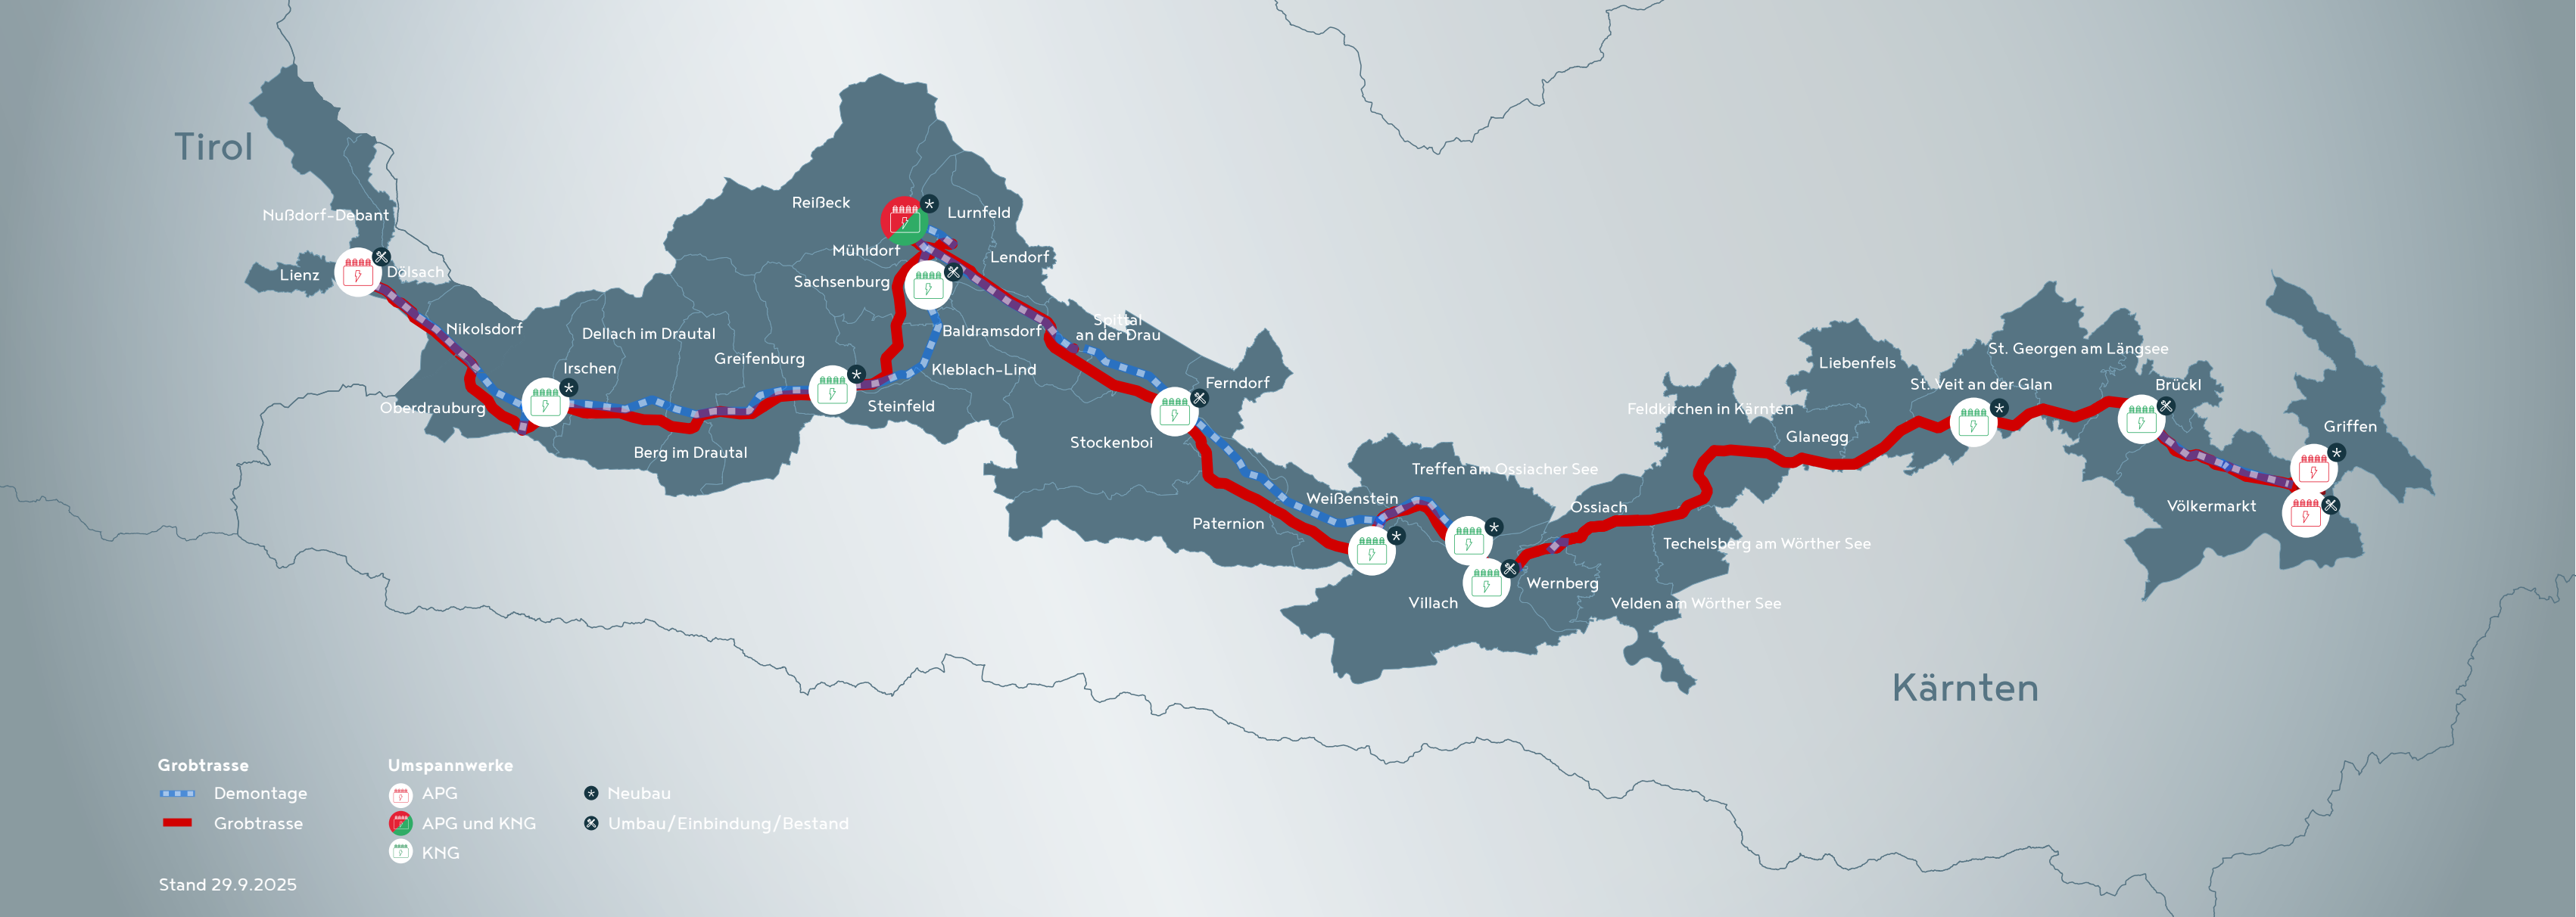 Tirol
Nußdorf-Debant
Lienz
Dölsach
Nikolsdorf
Oberdrauburg
Irschen
Dellach im Drautal
Berg im Drautal
Greifenburg
Steinfeld
Kleblach-Lind
Reißeck
Lurnfeld
Mühldorf
Sachsenburg
Lendorf
Baldramsdorf
Spittal
an der Drau
Ferndorf
Stockenboi
Paternion
Weißenstein
Treffen am Ossiacher See
Villach
Wernberg
Ossiach
Techelsberg am Wörther See
Velden am Wörther See
Feldkirchen in Kärnten
Glanegg
Liebenfels
St. Veit an der Glan
St. Georgen am Längsee
Brückl
Völkermarkt
Griffen
Kärnten
Grobtrasse
Demontage
Grobtrasse
Umspannwerke
APG
APG und KNG
KNG
Neubau
Umbau/Einbindung/Bestand
Stand 29.9.2025